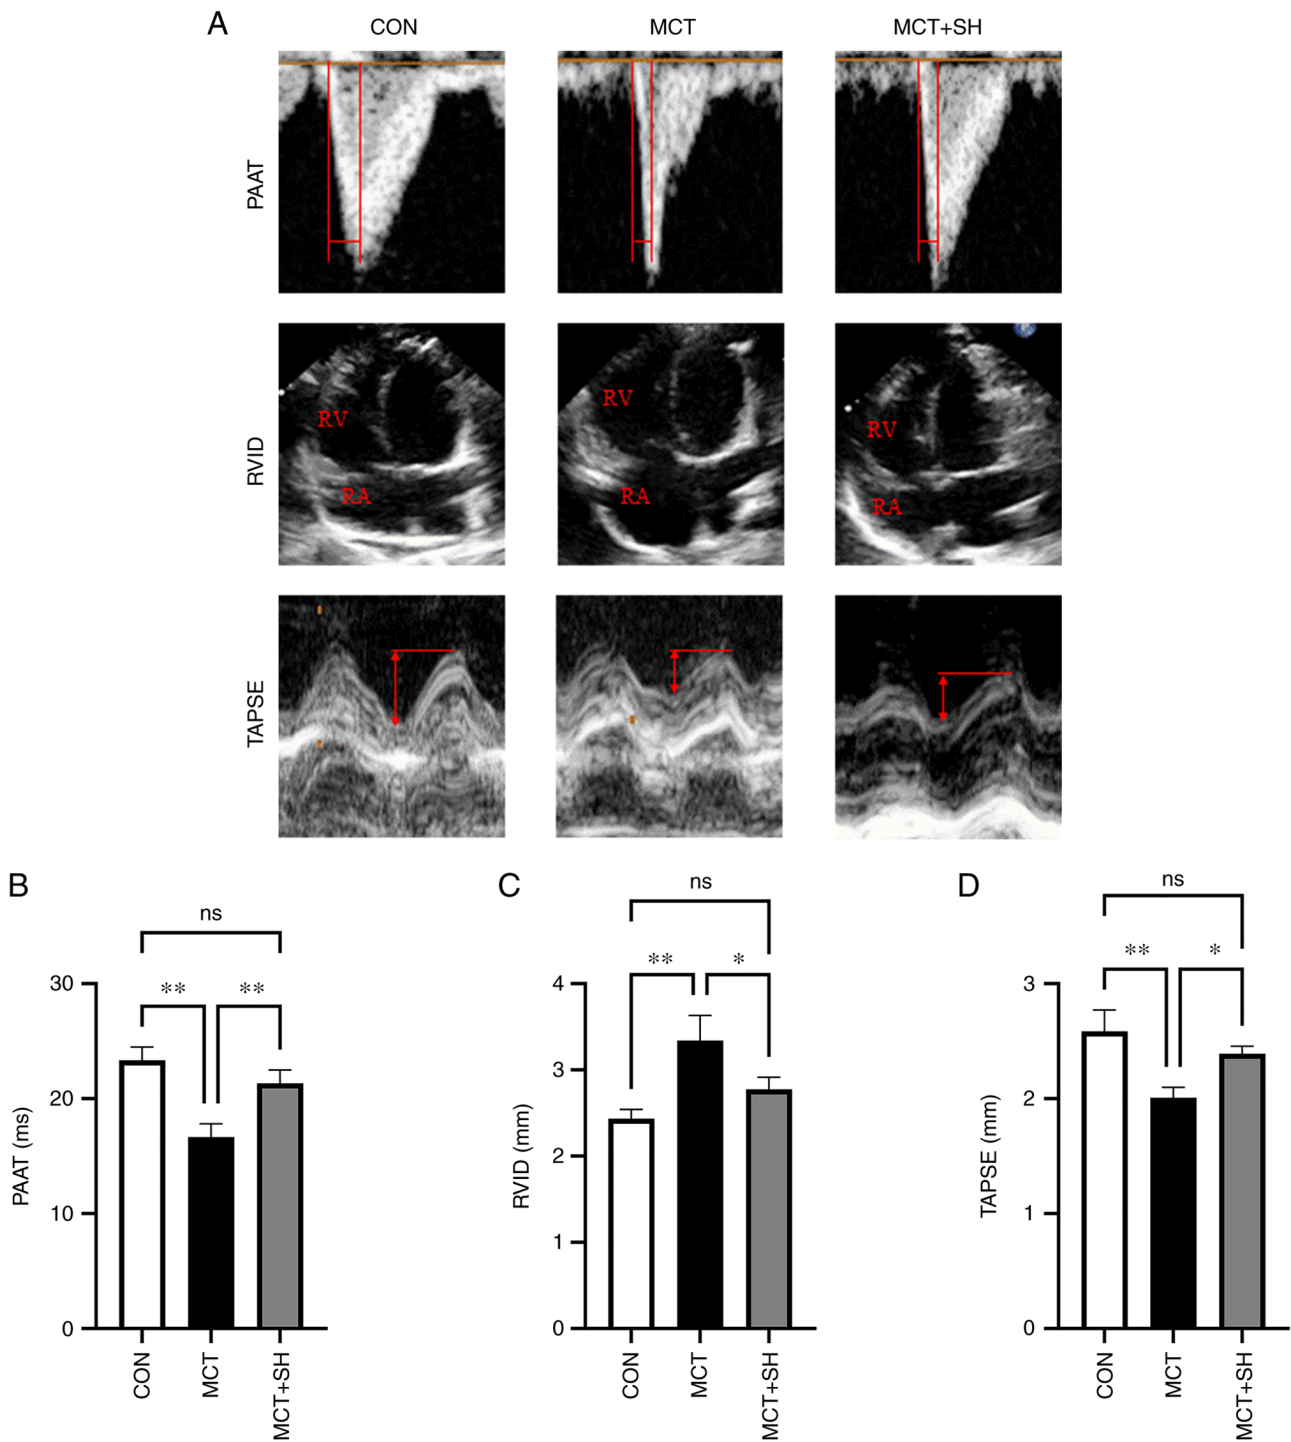 A
CON
MCT
MCT+SH
PAAT
RVID
RV
RA
RV
RA
RV
RA
TAPSE
B
ns
** **
30
20
10
0
PAAT (ms)
CON
MCT
MCT+SH
C
ns
** *
4
3
2
1
0
RVID (mm)
CON
MCT
MCT+SH
D
ns
** *
3
2
1
0
TAPSE (mm)
CON
MCT
MCT+SH